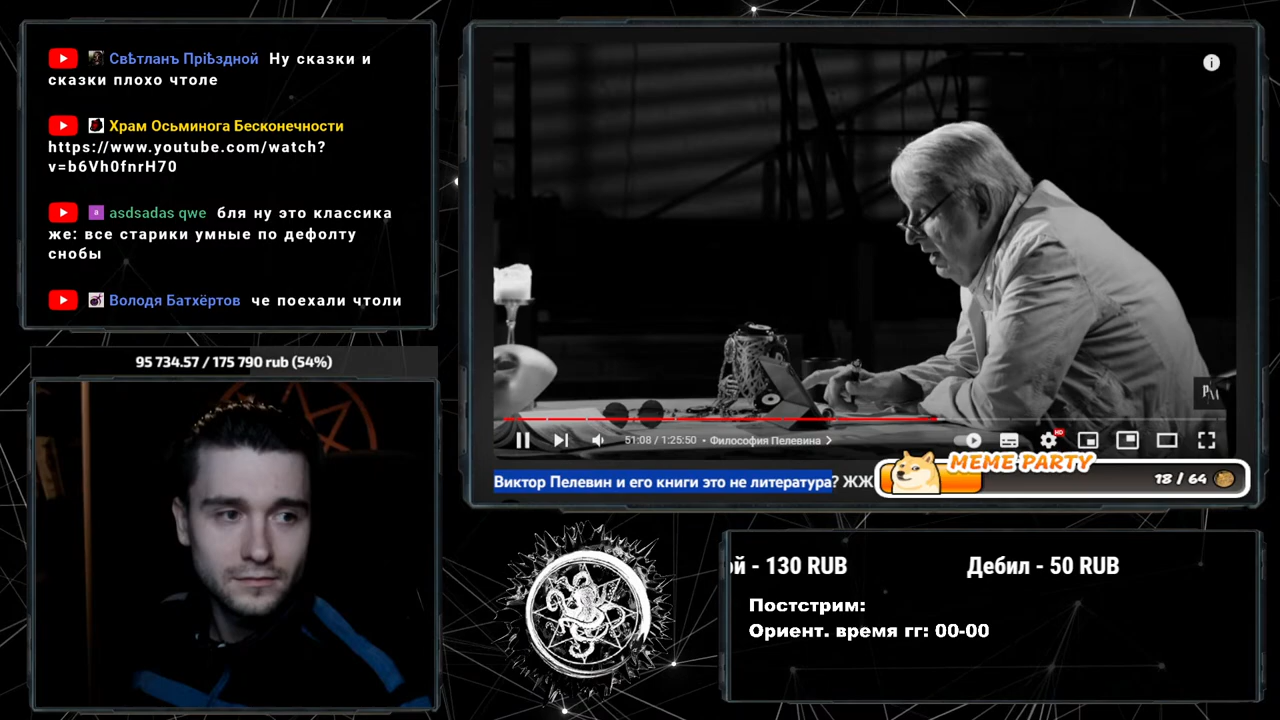 Свѣтланъ Прiѣздной Ну сказки и
сказки плохо чтоле
Храм Осьминога Бесконечности
https://www.youtube.com/watch?
v=b6Vh0fnrH70
a asdsadas qwe бля ну это классика
же: все старики умные по дефолту
снобы
Володя Батхёртов че поехали чтоли
95 734.57 / 175 790 rub (54%)
51:08 / 1:25:50 • Философия Пелевина
HD
Виктор Пелевин и его книги это не литература? ЖЖ
MEME PARTY
18 / 64
ой - 130 RUB
Дебил - 50 RUB
Постстрим:
Ориент. время гг: 00-00